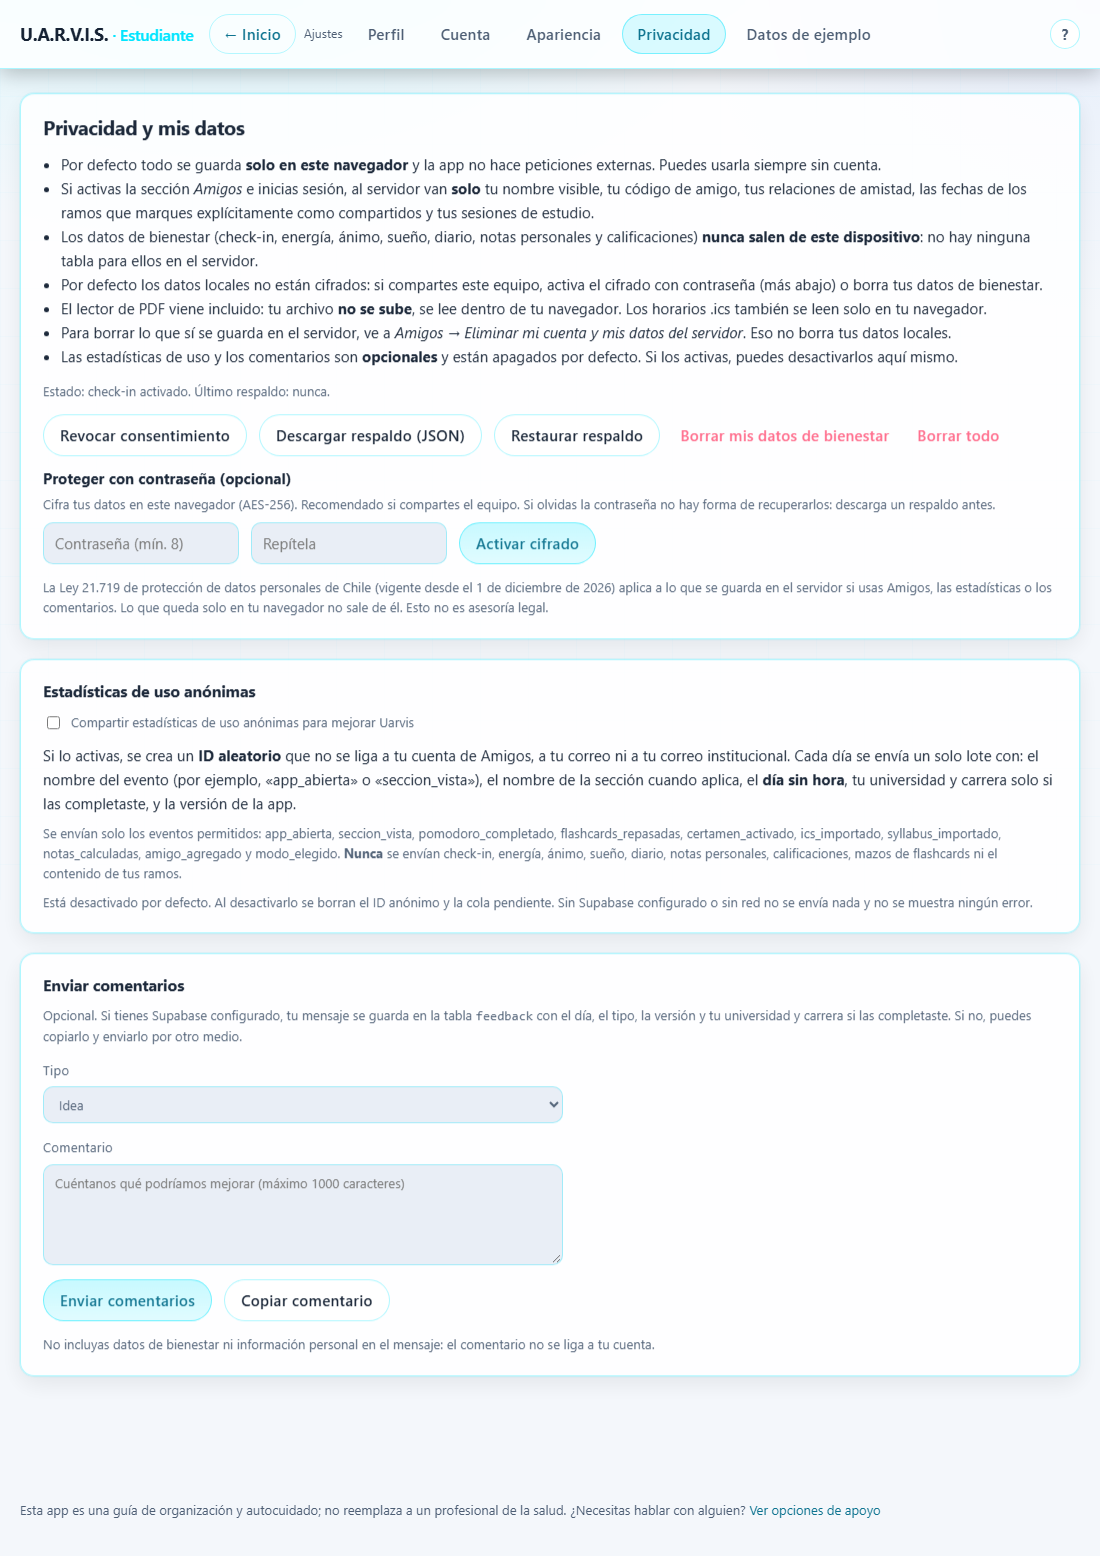 U.A.R.V.I.S. · Estudiante
← Inicio
Ajustes
Perfil
Cuenta
Apariencia
Privacidad
Datos de ejemplo
?
Privacidad y mis datos
• Por defecto todo se guarda solo en este navegador y la app no hace peticiones externas. Puedes usarla siempre sin cuenta.
• Si activas la sección Amigos e inicias sesión, al servidor van solo tu nombre visible, tu código de amigo, tus relaciones de amistad, las fechas de los
ramos que marques explícitamente como compartidos y tus sesiones de estudio.
• Los datos de bienestar (check-in, energía, ánimo, sueño, diario, notas personales y calificaciones) nunca salen de este dispositivo: no hay ninguna
tabla para ellos en el servidor.
• Por defecto los datos locales no están cifrados: si compartes este equipo, activa el cifrado con contraseña (más abajo) o borra tus datos de bienestar.
• El lector de PDF viene incluido: tu archivo no se sube, se lee dentro de tu navegador. Los horarios .ics también se leen solo en tu navegador.
• Para borrar lo que sí se guarda en el servidor, ve a Amigos → Eliminar mi cuenta y mis datos del servidor. Eso no borra tus datos locales.
• Las estadísticas de uso y los comentarios son opcionales y están apagados por defecto. Si los activas, puedes desactivarlos aquí mismo.
Estado: check-in activado. Último respaldo: nunca.
Revocar consentimiento
Descargar respaldo (JSON)
Restaurar respaldo
Borrar mis datos de bienestar
Borrar todo
Proteger con contraseña (opcional)
Cifra tus datos en este navegador (AES-256). Recomendado si compartes el equipo. Si olvidas la contraseña no hay forma de recuperarlos: descarga un respaldo antes.
Contraseña (mín. 8)
Repítela
Activar cifrado
La Ley 21.719 de protección de datos personales de Chile (vigente desde el 1 de diciembre de 2026) aplica a lo que se guarda en el servidor si usas Amigos, las estadísticas o los
comentarios. Lo que queda solo en tu navegador no sale de él. Esto no es asesoría legal.
Estadísticas de uso anónimas
Compartir estadísticas de uso anónimas para mejorar Uarvis
Si lo activas, se crea un ID aleatorio que no se liga a tu cuenta de Amigos, a tu correo ni a tu correo institucional. Cada día se envía un solo lote con: el
nombre del evento (por ejemplo, «app_abierta» o «seccion_vista»), el nombre de la sección cuando aplica, el día sin hora, tu universidad y carrera solo si
las completaste, y la versión de la app.
Se envían solo los eventos permitidos: app_abierta, seccion_vista, pomodoro_completado, flashcards_repasadas, certamen_activado, ics_importado, syllabus_importado,
notas_calculadas, amigo_agregado y modo_elegido. Nunca se envían check-in, energía, ánimo, sueño, diario, notas personales, calificaciones, mazos de flashcards ni el
contenido de tus ramos.
Está desactivado por defecto. Al desactivarlo se borran el ID anónimo y la cola pendiente. Sin Supabase configurado o sin red no se envía nada y no se muestra ningún error.
Enviar comentarios
Opcional. Si tienes Supabase configurado, tu mensaje se guarda en la tabla feedback con el día, el tipo, la versión y tu universidad y carrera si las completaste. Si no, puedes
copiarlo y enviarlo por otro medio.
Tipo
Idea
Comentario
Cuéntanos qué podríamos mejorar (máximo 1000 caracteres)
Enviar comentarios
Copiar comentario
No incluyas datos de bienestar ni información personal en el mensaje: el comentario no se liga a tu cuenta.
Esta app es una guía de organización y autocuidado; no reemplaza a un profesional de la salud. ¿Necesitas hablar con alguien? Ver opciones de apoyo